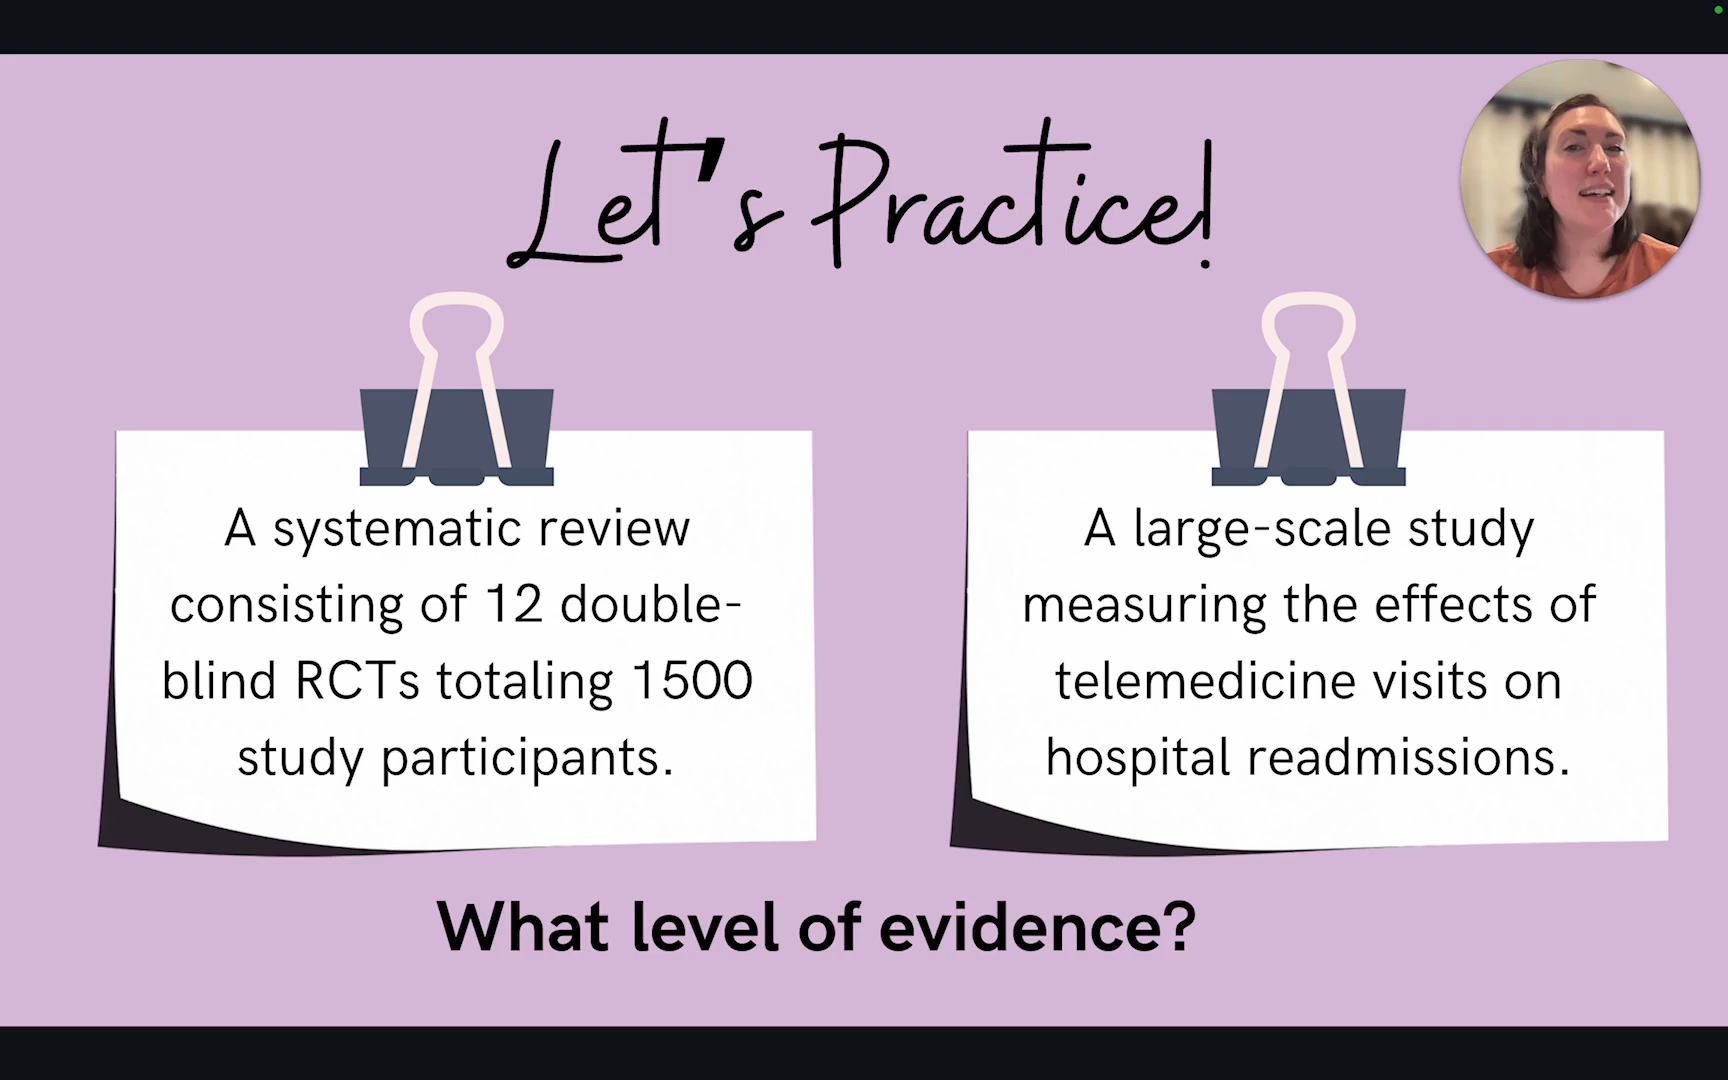 Let's Practice!
A systematic review
consisting of 12 double-
blind RCTs totaling 1500
study participants.
A large-scale study
measuring the effects of
telemedicine visits on
hospital readmissions.
What level of evidence?